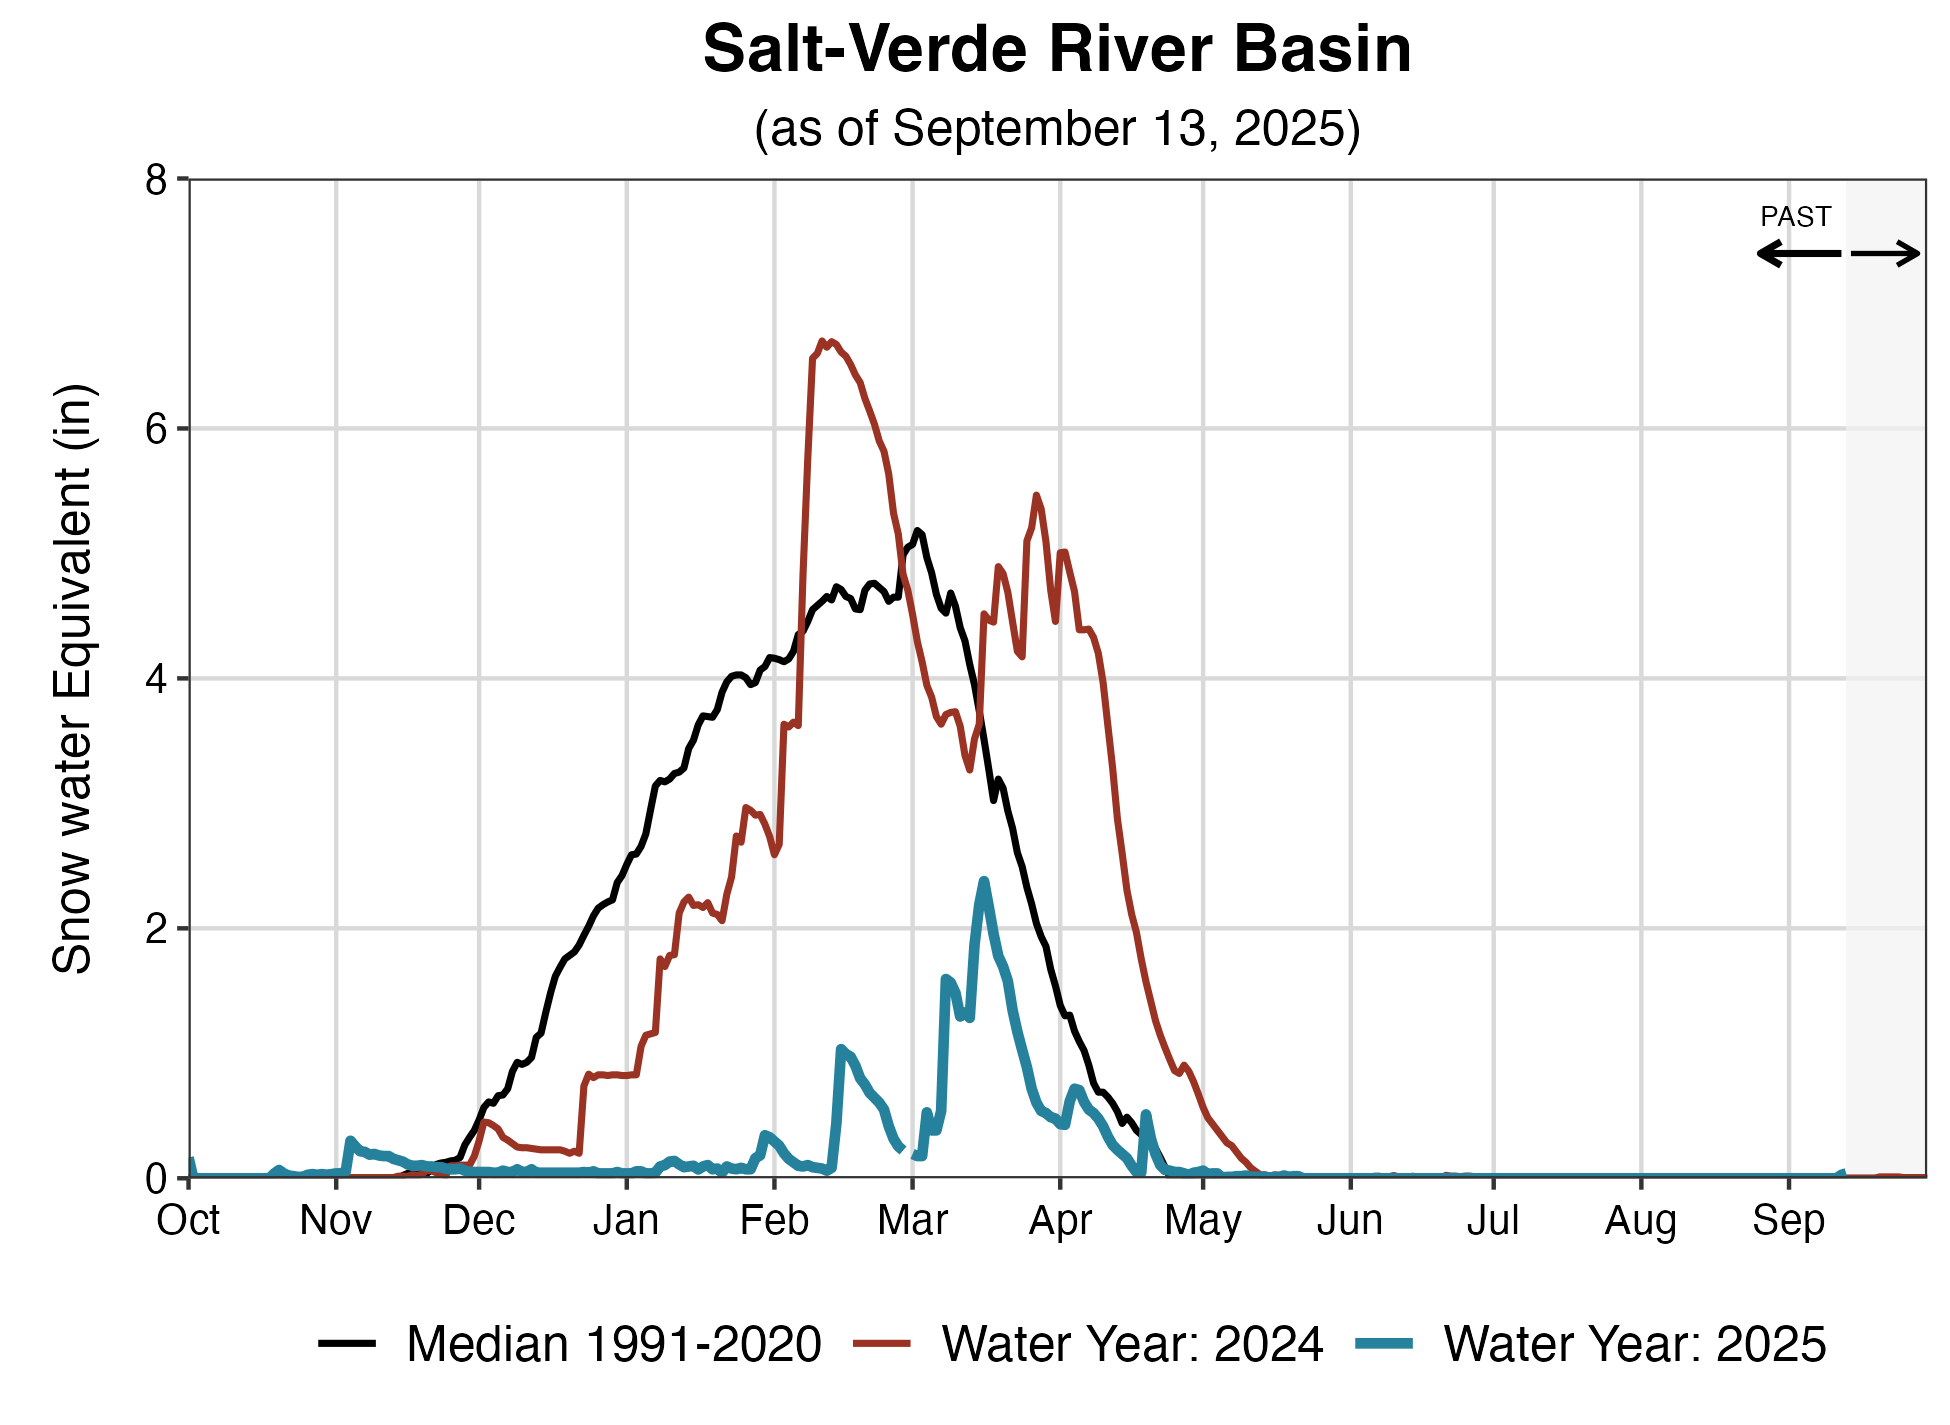 Salt-Verde River Basin
(as of September 13, 2025)
PAST
Snow water Equivalent (in)
8
6
4
2
0
Oct Nov Dec Jan Feb Mar Apr May Jun Jul Aug Sep
Median 1991-2020 Water Year: 2024 Water Year: 2025